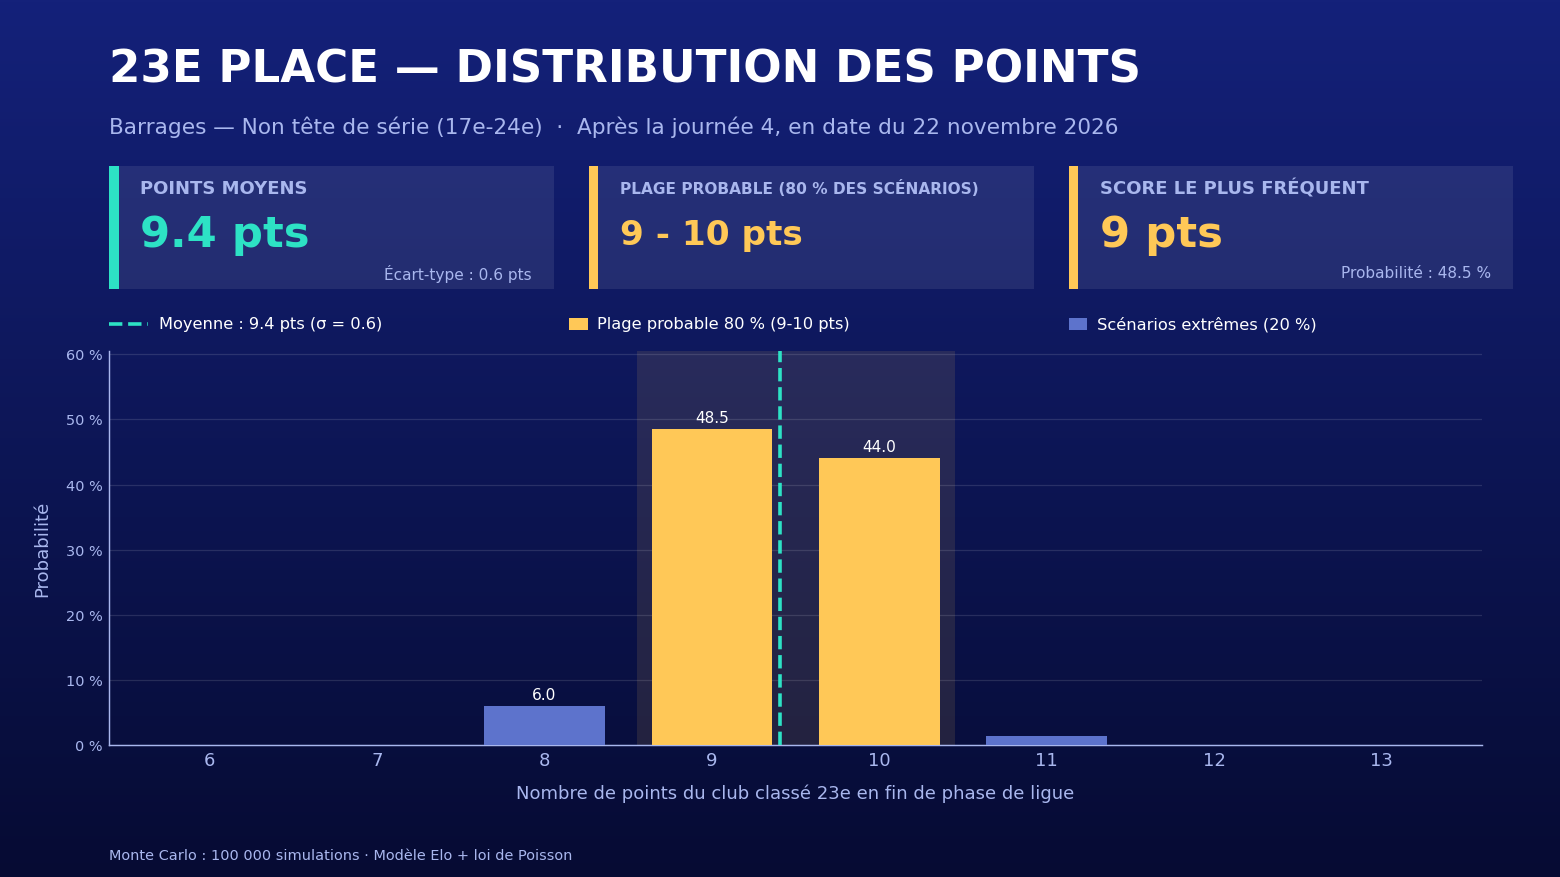 23E PLACE — DISTRIBUTION DES POINTS
Barrages — Non tête de série (17e-24e)  ·  Après la journée 4, en date du 22 novembre 2026
POINTS MOYENS
9.4 pts
Écart-type : 0.6 pts
PLAGE PROBABLE (80 % DES SCÉNARIOS)
9 - 10 pts
SCORE LE PLUS FRÉQUENT
9 pts
Probabilité : 48.5 %
Moyenne : 9.4 pts (σ = 0.6)
Plage probable 80 % (9-10 pts)
Scénarios extrêmes (20 %)
60 %
50 %
40 %
30 %
20 %
10 %
0 %
Probabilité
6.0
48.5
44.0
6 7 8 9 10 11 12 13
Nombre de points du club classé 23e en fin de phase de ligue
Monte Carlo : 100 000 simulations · Modèle Elo + loi de Poisson